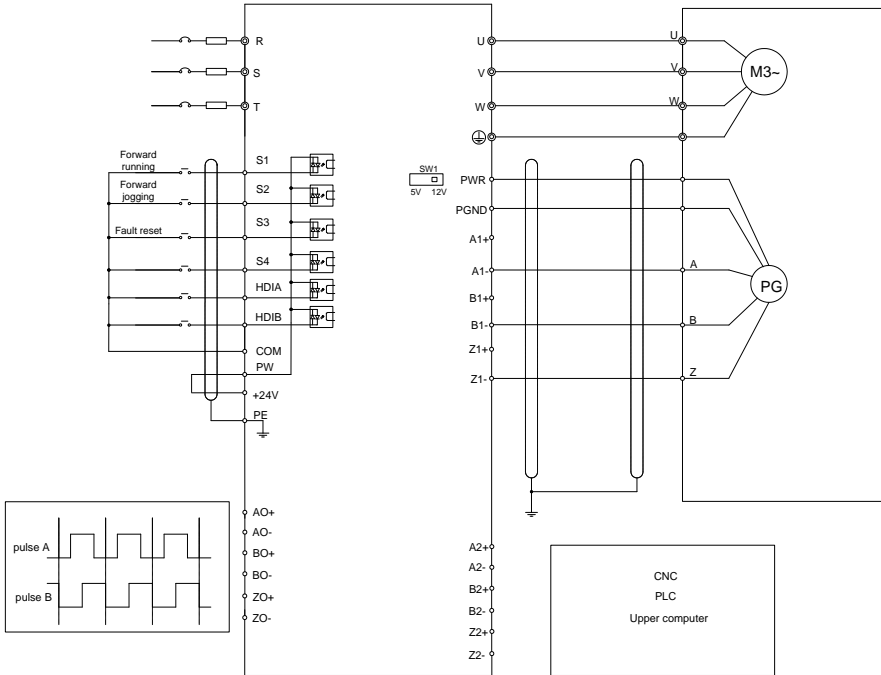 R
S
T
Forward
running
Forward
jogging
Fault reset
S1
S2
S3
S4
HDIA
HDIB
COM
PW
+24V
PE
SW1
5V 12V
U
V
W
PWR
PGND
A1+
A1-
B1+
B1-
Z1+
Z1-
U
V
W
M3~
A
B
Z
PG
pulse A
pulse B
AO+
AO-
BO+
BO-
ZO+
ZO-
A2+
A2-
B2+
B2-
Z2+
Z2-
CNC
PLC
Upper computer